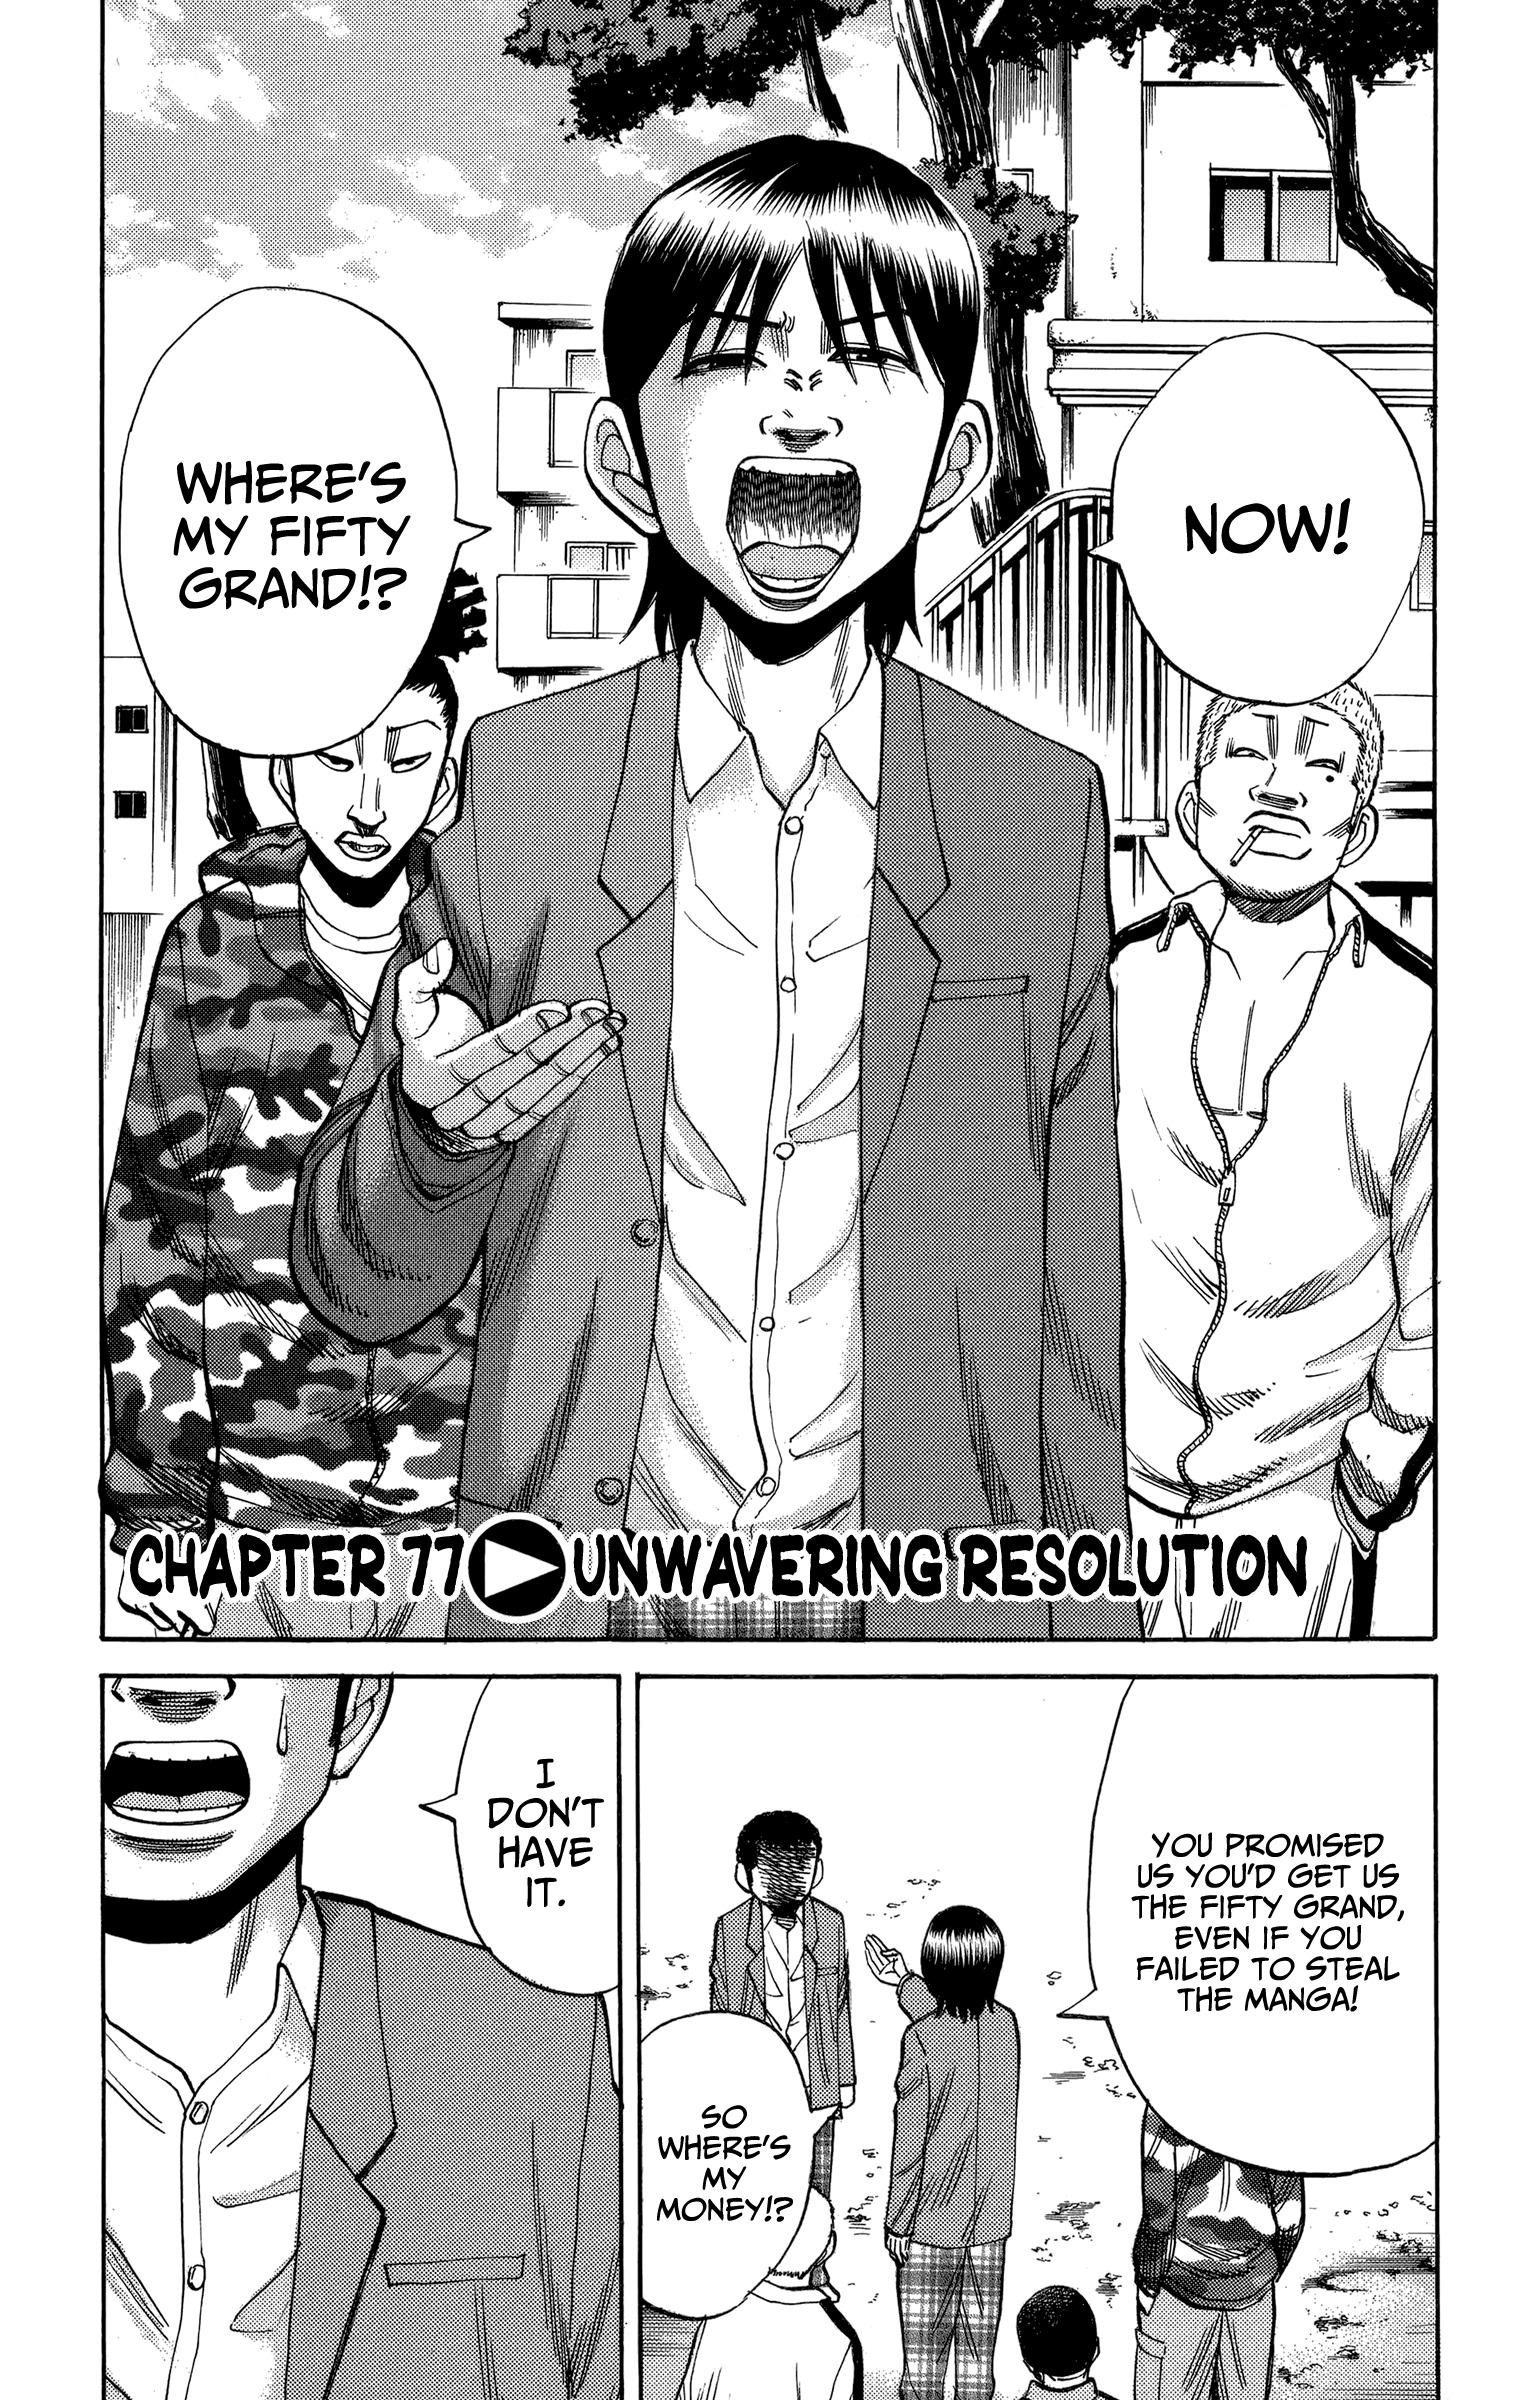 NOW!
WHERE'S
MY FIFTY
GRAND!?
CHAPTER 77 UNWAVERING RESOLUTION
YOU PROMISED
US YOU'D GET US
THE FIFTY GRAND,
EVEN IF YOU
FAILED TO STEAL
THE MANGA!
SO
WHERE'S
MY
MONEY!?
I
DON'T
HAVE
IT.